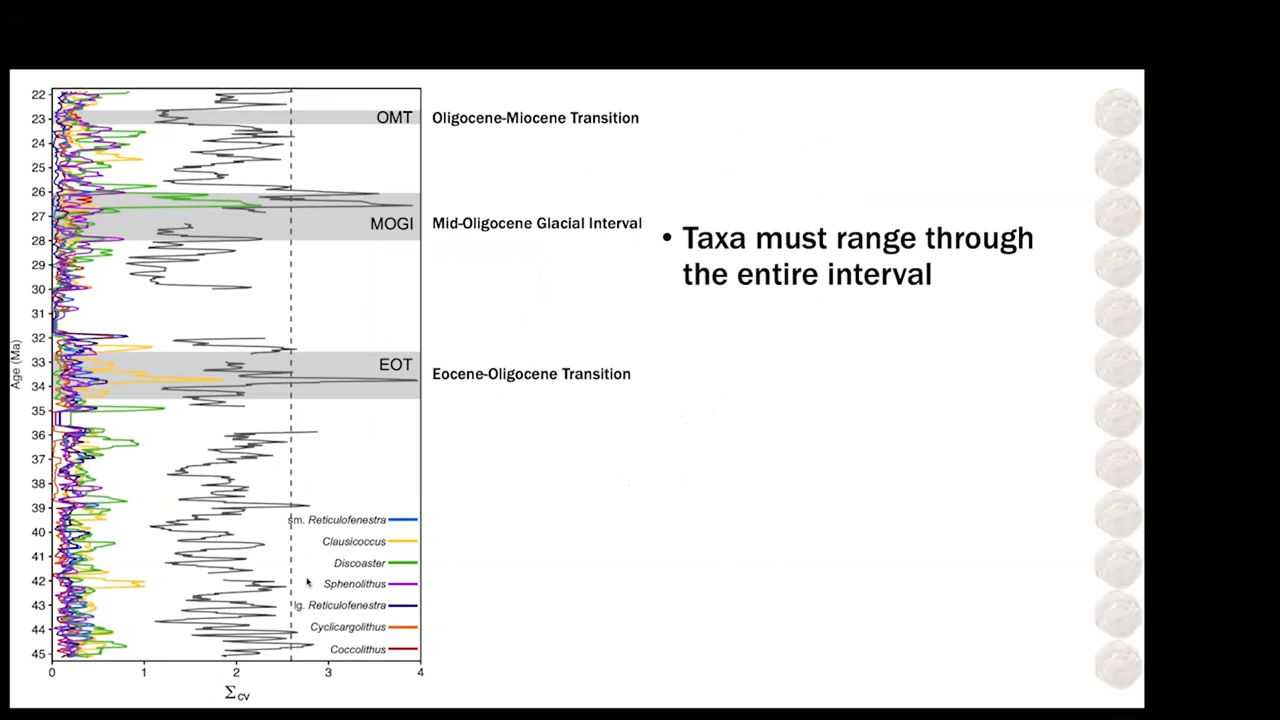 22
23
24
25
26
27
28
29
30
31
32
33
34
35
36
37
38
39
40
41
42
43
44
45
Age (Ma)
OMT
MOGI
EOT
sm. Reticulofenestra
Clausicoccus
Discoaster
Sphenolithus
lg. Reticulofenestra
Cyclicargolithus
Coccolithus
0 1 2 3 4
Σcv
Oligocene-Miocene Transition
Mid-Oligocene Glacial Interval
Eocene-Oligocene Transition
• Taxa must range through
the entire interval